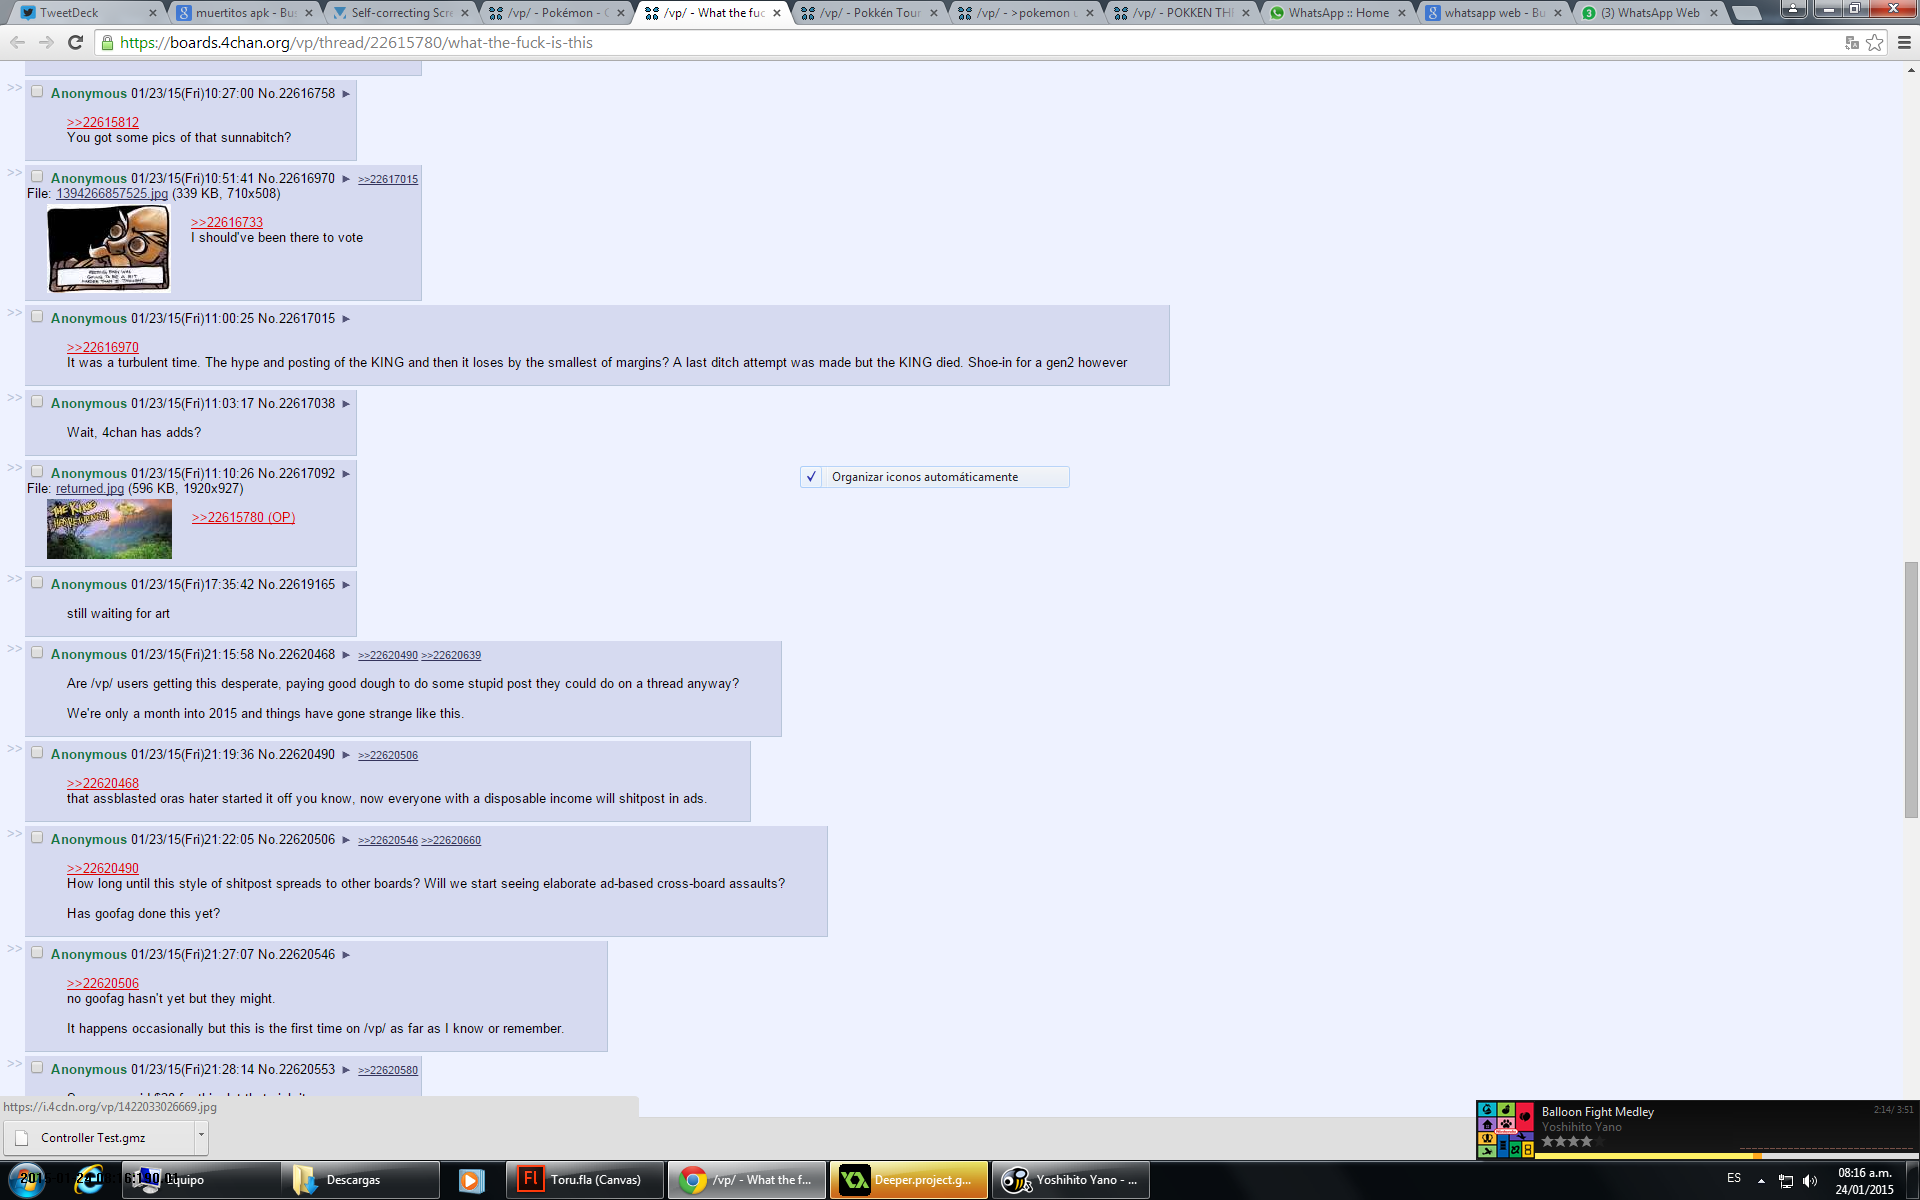 TweetDeck
muertitos apk - Bus
Self-correcting Scre
/vp/ - Pokémon - G
/vp/ - What the fuc
/vp/ - Pokkén Tour
/vp/ - >pokemon u
/vp/ - POKKEN THE
WhatsApp :: Home
whatsapp web - Bu
(3) WhatsApp Web
https://boards.4chan.org/vp/thread/22615780/what-the-fuck-is-this
>> Anonymous 01/23/15(Fri)10:27:00 No.22616758 ►
>>22615812
You got some pics of that sunnabitch?
>> Anonymous 01/23/15(Fri)10:51:41 No.22616970 ► >>22617015
File: 1394266857525.jpg (339 KB, 710x508)
>>22616733
I should've been there to vote
>> Anonymous 01/23/15(Fri)11:00:25 No.22617015 ►
>>22616970
It was a turbulent time. The hype and posting of the KING and then it loses by the smallest of margins? A last ditch attempt was made but the KING died. Shoe-in for a gen2 however
>> Anonymous 01/23/15(Fri)11:03:17 No.22617038 ►
Wait, 4chan has adds?
Organizar iconos automáticamente
>> Anonymous 01/23/15(Fri)11:10:26 No.22617092 ►
File: returned.jpg (596 KB, 1920x927)
THE KING
HAS RETURNED!
>>22615780 (OP)
>> Anonymous 01/23/15(Fri)17:35:42 No.22619165 ►
still waiting for art
>> Anonymous 01/23/15(Fri)21:15:58 No.22620468 ► >>22620490 >>22620639
Are /vp/ users getting this desperate, paying good dough to do some stupid post they could do on a thread anyway?
We're only a month into 2015 and things have gone strange like this.
>> Anonymous 01/23/15(Fri)21:19:36 No.22620490 ► >>22620506
>>22620468
that assblasted oras hater started it off you know, now everyone with a disposable income will shitpost in ads.
>> Anonymous 01/23/15(Fri)21:22:05 No.22620506 ► >>22620546 >>22620660
>>22620490
How long until this style of shitpost spreads to other boards? Will we start seeing elaborate ad-based cross-board assaults?
Has goofag done this yet?
>> Anonymous 01/23/15(Fri)21:27:07 No.22620546 ►
>>22620506
no goofag hasn't yet but they might.
It happens occasionally but this is the first time on /vp/ as far as I know or remember.
>> Anonymous 01/23/15(Fri)21:28:14 No.22620553 ► >>22620580
https://i.4cdn.org/vp/1422033026669.jpg
Controller Test.gmz
Balloon Fight Medley
Yoshihito Yano
2:14/ 3:51
Equipo
Descargas
Toru.fla (Canvas)
/vp/ - What the f...
Deeper.project.g...
Yoshihito Yano - ...
ES
08:16 a.m.
24/01/2015